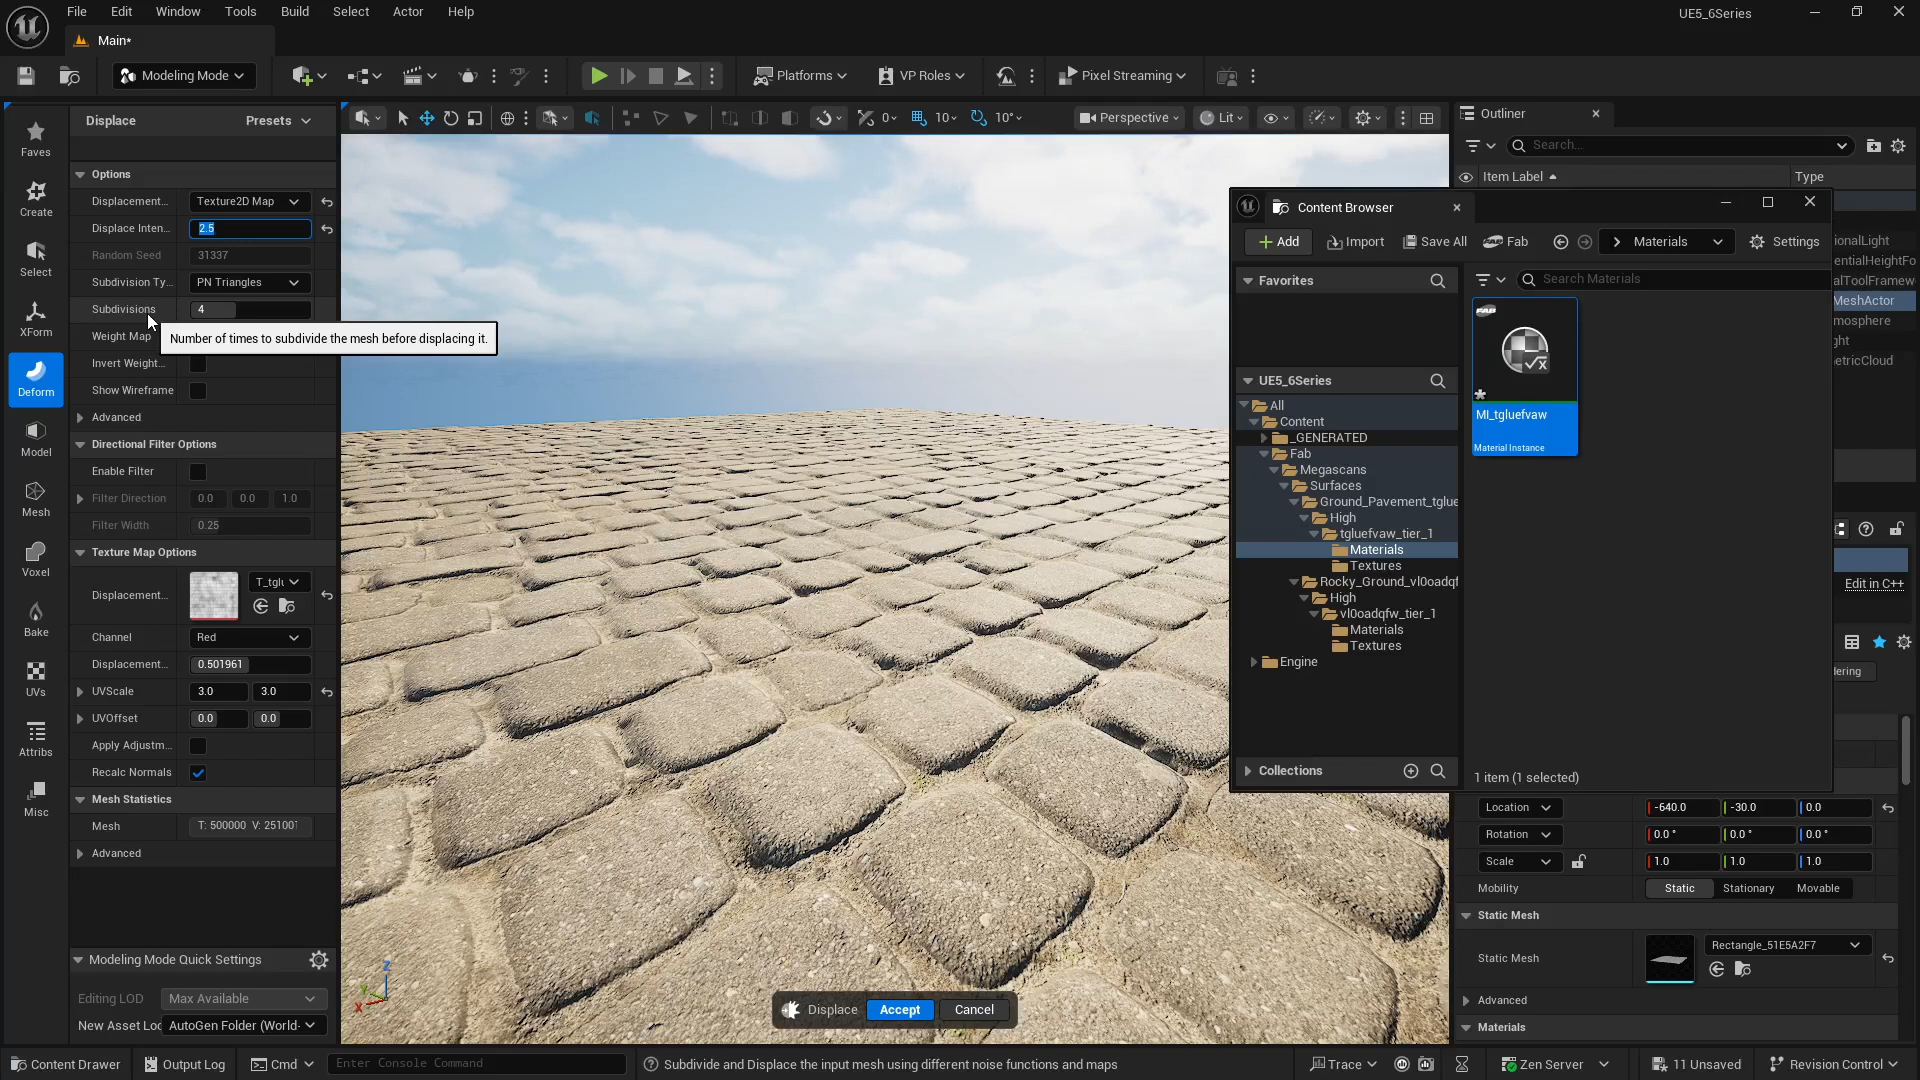 File Edit Window Tools Build Select Actor Help
UE5_6Series
Main*
Modeling Mode
Platforms
VP Roles
Pixel Streaming
Displace
Presets
0
10
10°
Perspective
Lit
Outliner
Search...
Item Label
Type
Faves
Create
Select
XForm
Deform
Model
Mesh
Voxel
Bake
UVs
Attribs
Misc
Options
Displacement...
Texture2D Map
Displace Inten...
2.5
Random Seed
31337
Subdivision Ty...
PN Triangles
Subdivisions
4
Number of times to subdivide the mesh before displacing it.
Weight Map
Invert Weight...
Show Wireframe
Advanced
Directional Filter Options
Enable Filter
Filter Direction
0.0 0.0 1.0
Filter Width
0.25
Texture Map Options
Displacement...
T_tglu
Channel
Red
Displacement...
0.501961
UVScale
3.0 3.0
UVOffset
0.0 0.0
Apply Adjustm...
Recalc Normals
Mesh Statistics
Mesh
T: 500000 V: 25100
Advanced
Modeling Mode Quick Settings
Editing LOD
Max Available
New Asset Loc
AutoGen Folder (World-
X
Y
Z
Displace
Accept
Cancel
Content Browser
Add
Import
Save All
Fab
Materials
Settings
Favorites
Search Materials
FAB
MI_tgluefvaw
Material Instance
UE5_6Series
All
Content
_GENERATED
Fab
Megascans
Surfaces
Ground_Pavement_tglue
High
tgluefvaw_tier_1
Materials
Textures
Rocky_Ground_vl0oadqf
High
vl0oadqfw_tier_1
Materials
Textures
Engine
Collections
1 item (1 selected)
ionalLight
entialHeightFo
alToolFramew
MeshActor
mosphere
ght
etricCloud
Edit in C++
dering
Location
-640.0 -30.0 0.0
Rotation
0.0 ° 0.0 ° 0.0 °
Scale
1.0 1.0 1.0
Mobility
Static Stationary Movable
Static Mesh
Static Mesh
Rectangle_51E5A2F7
Advanced
Materials
Content Drawer
Output Log
Cmd
Enter Console Command
Subdivide and Displace the input mesh using different noise functions and maps
Trace
Zen Server
11 Unsaved
Revision Control